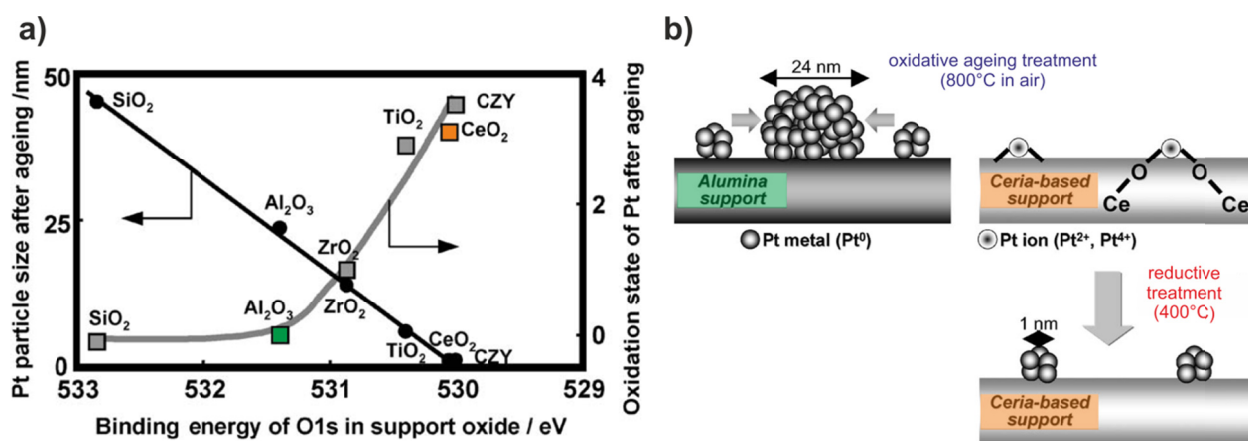 a)
Pt particle size after ageing /nm
50
25
0
SiO₂
Al₂O₃
ZrO₂
TiO₂
CeO₂
CZY
SiO₂
Al₂O₃
ZrO₂
TiO₂
CZY
CeO₂
4
2
0
Oxidation state of Pt after ageing
533
532
531
530
529
Binding energy of O1s in support oxide / eV
b)
24 nm
oxidative ageing treatment
(800°C in air)
Alumina
support
Pt metal (Pt⁰)
Ceria-based
support
O
O
Ce
Ce
Pt ion (Pt²⁺, Pt⁴⁺)
reductive
treatment
(400°C)
1 nm
Ceria-based
support